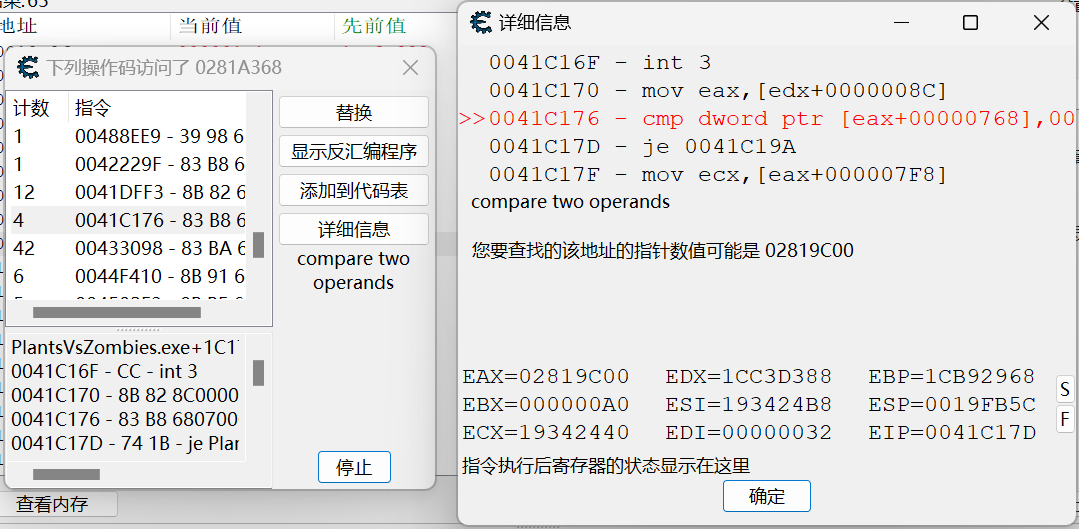 地址 当前值 先前值
下列操作码访问了 0281A368
计数 指令
1 00488EE9 - 39 98 6
1 0042229F - 83 B8 6
12 0041DFF3 - 8B 82 6
4 0041C176 - 83 B8 6
42 00433098 - 83 BA 6
6 0044F410 - 8B 91 6
替换
显示反汇编程序
添加到代码表
详细信息
compare two
operands
PlantsVsZombies.exe+1C1
0041C16F - CC - int 3
0041C170 - 8B 82 8C0000
0041C176 - 83 B8 680700
0041C17D - 74 1B - je Plan
停止
查看内存
详细信息
0041C16F - int 3
0041C170 - mov eax,[edx+0000008C]
>>0041C176 - cmp dword ptr [eax+00000768],00
0041C17D - je 0041C19A
0041C17F - mov ecx,[eax+000007F8]
compare two operands
您要查找的该地址的指针数值可能是 02819C00
EAX=02819C00 EDX=1CC3D388 EBP=1CB92968
EBX=000000A0 ESI=193424B8 ESP=0019FB5C
ECX=19342440 EDI=00000032 EIP=0041C17D
S
F
指令执行后寄存器的状态显示在这里
确定